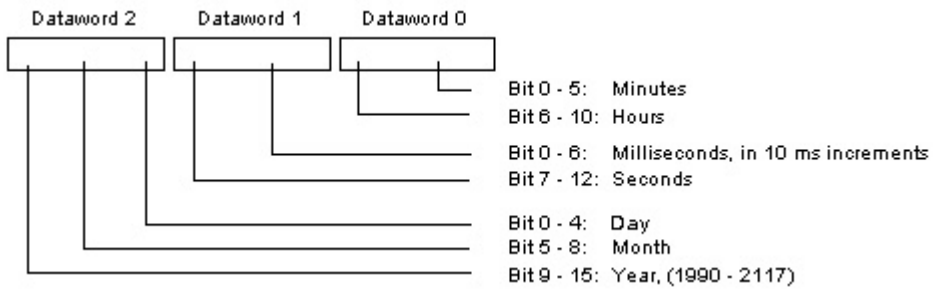 Dataword 2 Dataword 1 Dataword 0
Bit 0 - 5: Minutes
Bit 6 - 10: Hours
Bit 0 - 6: Milliseconds, in 10 ms increments
Bit 7 - 12: Seconds
Bit 0 - 4: Day
Bit 5 - 8: Month
Bit 9 - 15: Year, (1990 - 2117)